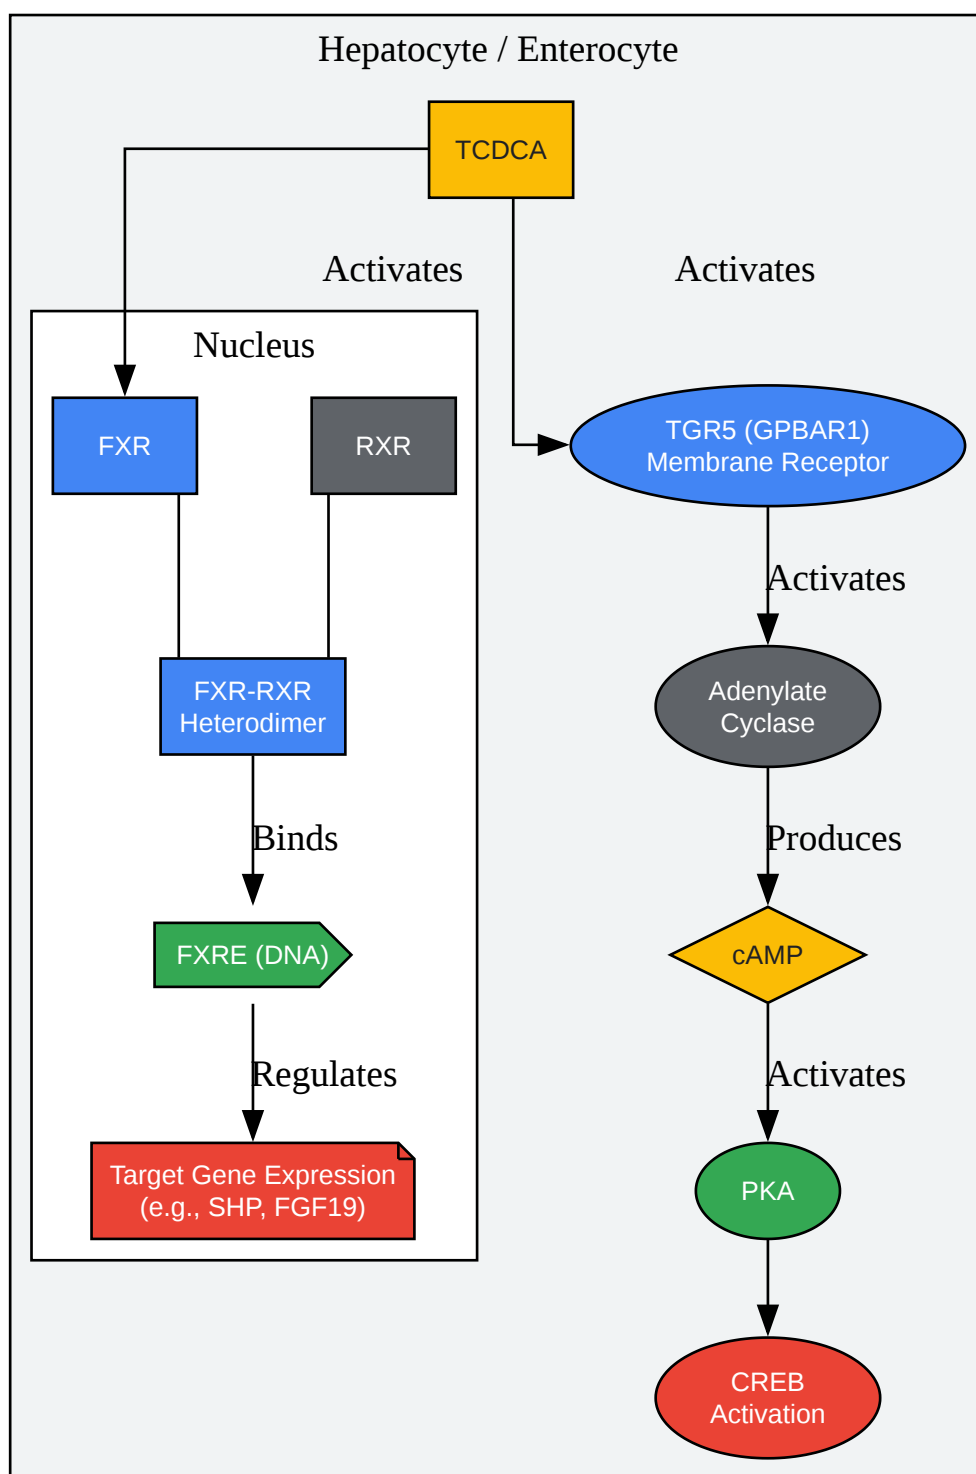 Hepatocyte / Enterocyte
TCDCA
Activates
Activates
Nucleus
FXR
RXR
TGR5 (GPBAR1)
Membrane Receptor
Activates
FXR-RXR
Heterodimer
Adenylate
Cyclase
Binds
Produces
FXRE (DNA)
cAMP
Regulates
Activates
Target Gene Expression
(e.g., SHP, FGF19)
PKA
CREB
Activation